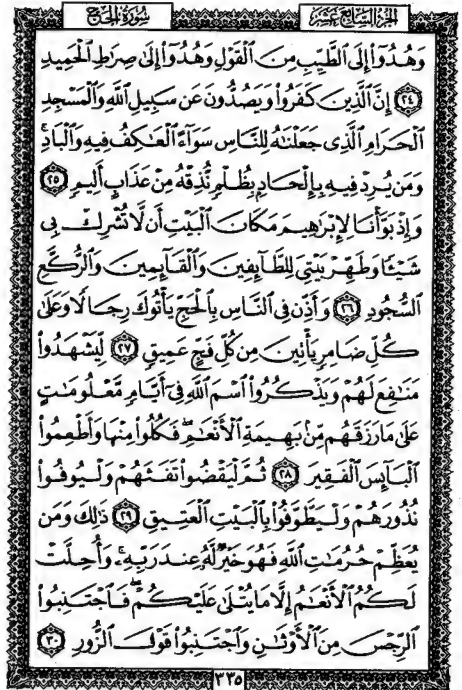 سُورَةُ الحَجّ
الجزء السابع عشر
وَهُدُوٓا۟ إِلَى ٱلطَّيِّبِ مِنَ ٱلْقَوْلِ وَهُدُوٓا۟ إِلَىٰ صِرَٰطِ ٱلْحَمِيدِ
﴿٢٤﴾ إِنَّ ٱلَّذِينَ كَفَرُوا۟ وَيَصُدُّونَ عَن سَبِيلِ ٱللَّهِ وَٱلْمَسْجِدِ
ٱلْحَرَامِ ٱلَّذِى جَعَلْنَٰهُ لِلنَّاسِ سَوَآءً ٱلْعَٰكِفُ فِيهِ وَٱلْبَادِ ۚ
وَمَن يُرِدْ فِيهِ بِإِلْحَادٍۭ بِظُلْمٍ نُّذِقْهُ مِنْ عَذَابٍ أَلِيمٍ ﴿٢٥﴾
وَإِذْ بَوَّأْنَا لِإِبْرَٰهِيمَ مَكَانَ ٱلْبَيْتِ أَن لَّا تُشْرِكْ بِى
شَيْـًٔا وَطَهِّرْ بَيْتِىَ لِلطَّآئِفِينَ وَٱلْقَآئِمِينَ وَٱلرُّكَّعِ
ٱلسُّجُودِ ﴿٢٦﴾ وَأَذِّن فِى ٱلنَّاسِ بِٱلْحَجِّ يَأْتُوكَ رِجَالًا وَعَلَىٰ
كُلِّ ضَامِرٍ يَأْتِينَ مِن كُلِّ فَجٍّ عَمِيقٍ ﴿٢٧﴾ لِّيَشْهَدُوا۟
مَنَٰفِعَ لَهُمْ وَيَذْكُرُوا۟ ٱسْمَ ٱللَّهِ فِىٓ أَيَّامٍ مَّعْلُومَٰتٍ
عَلَىٰ مَا رَزَقَهُم مِّنۢ بَهِيمَةِ ٱلْأَنْعَٰمِ ۖ فَكُلُوا۟ مِنْهَا وَأَطْعِمُوا۟
ٱلْبَآئِسَ ٱلْفَقِيرَ ﴿٢٨﴾ ثُمَّ لْيَقْضُوا۟ تَفَثَهُمْ وَلْيُوفُوا۟
نُذُورَهُمْ وَلْيَطَّوَّفُوا۟ بِٱلْبَيْتِ ٱلْعَتِيقِ ﴿٢٩﴾ ذَٰلِكَ وَمَن
يُعَظِّمْ حُرُمَٰتِ ٱللَّهِ فَهُوَ خَيْرٌ لَّهُۥ عِندَ رَبِّهِۦ ۗ وَأُحِلَّتْ
لَكُمُ ٱلْأَنْعَٰمُ إِلَّا مَا يُتْلَىٰ عَلَيْكُمْ ۖ فَٱجْتَنِبُوا۟
ٱلرِّجْسَ مِنَ ٱلْأَوْثَٰنِ وَٱجْتَنِبُوا۟ قَوْلَ ٱلزُّورِ ﴿٣٠﴾
٣٣٥